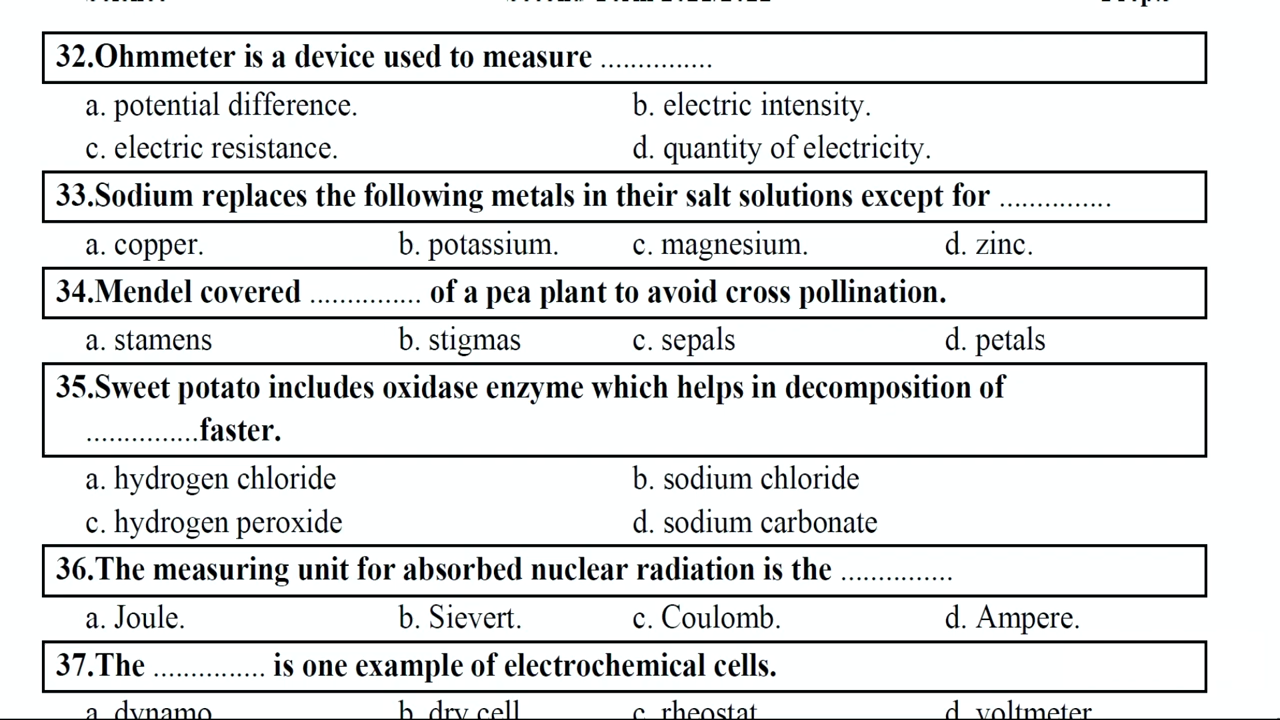 32.Ohmmeter is a device used to measure ...............
a. potential difference. b. electric intensity.
c. electric resistance. d. quantity of electricity.
33.Sodium replaces the following metals in their salt solutions except for ...............
a. copper. b. potassium. c. magnesium. d. zinc.
34.Mendel covered ............... of a pea plant to avoid cross pollination.
a. stamens b. stigmas c. sepals d. petals
35.Sweet potato includes oxidase enzyme which helps in decomposition of
...............faster.
a. hydrogen chloride b. sodium chloride
c. hydrogen peroxide d. sodium carbonate
36.The measuring unit for absorbed nuclear radiation is the ...............
a. Joule. b. Sievert. c. Coulomb. d. Ampere.
37.The ............... is one example of electrochemical cells.
a. dynamo b. dry cell c. rheostat d. voltmeter